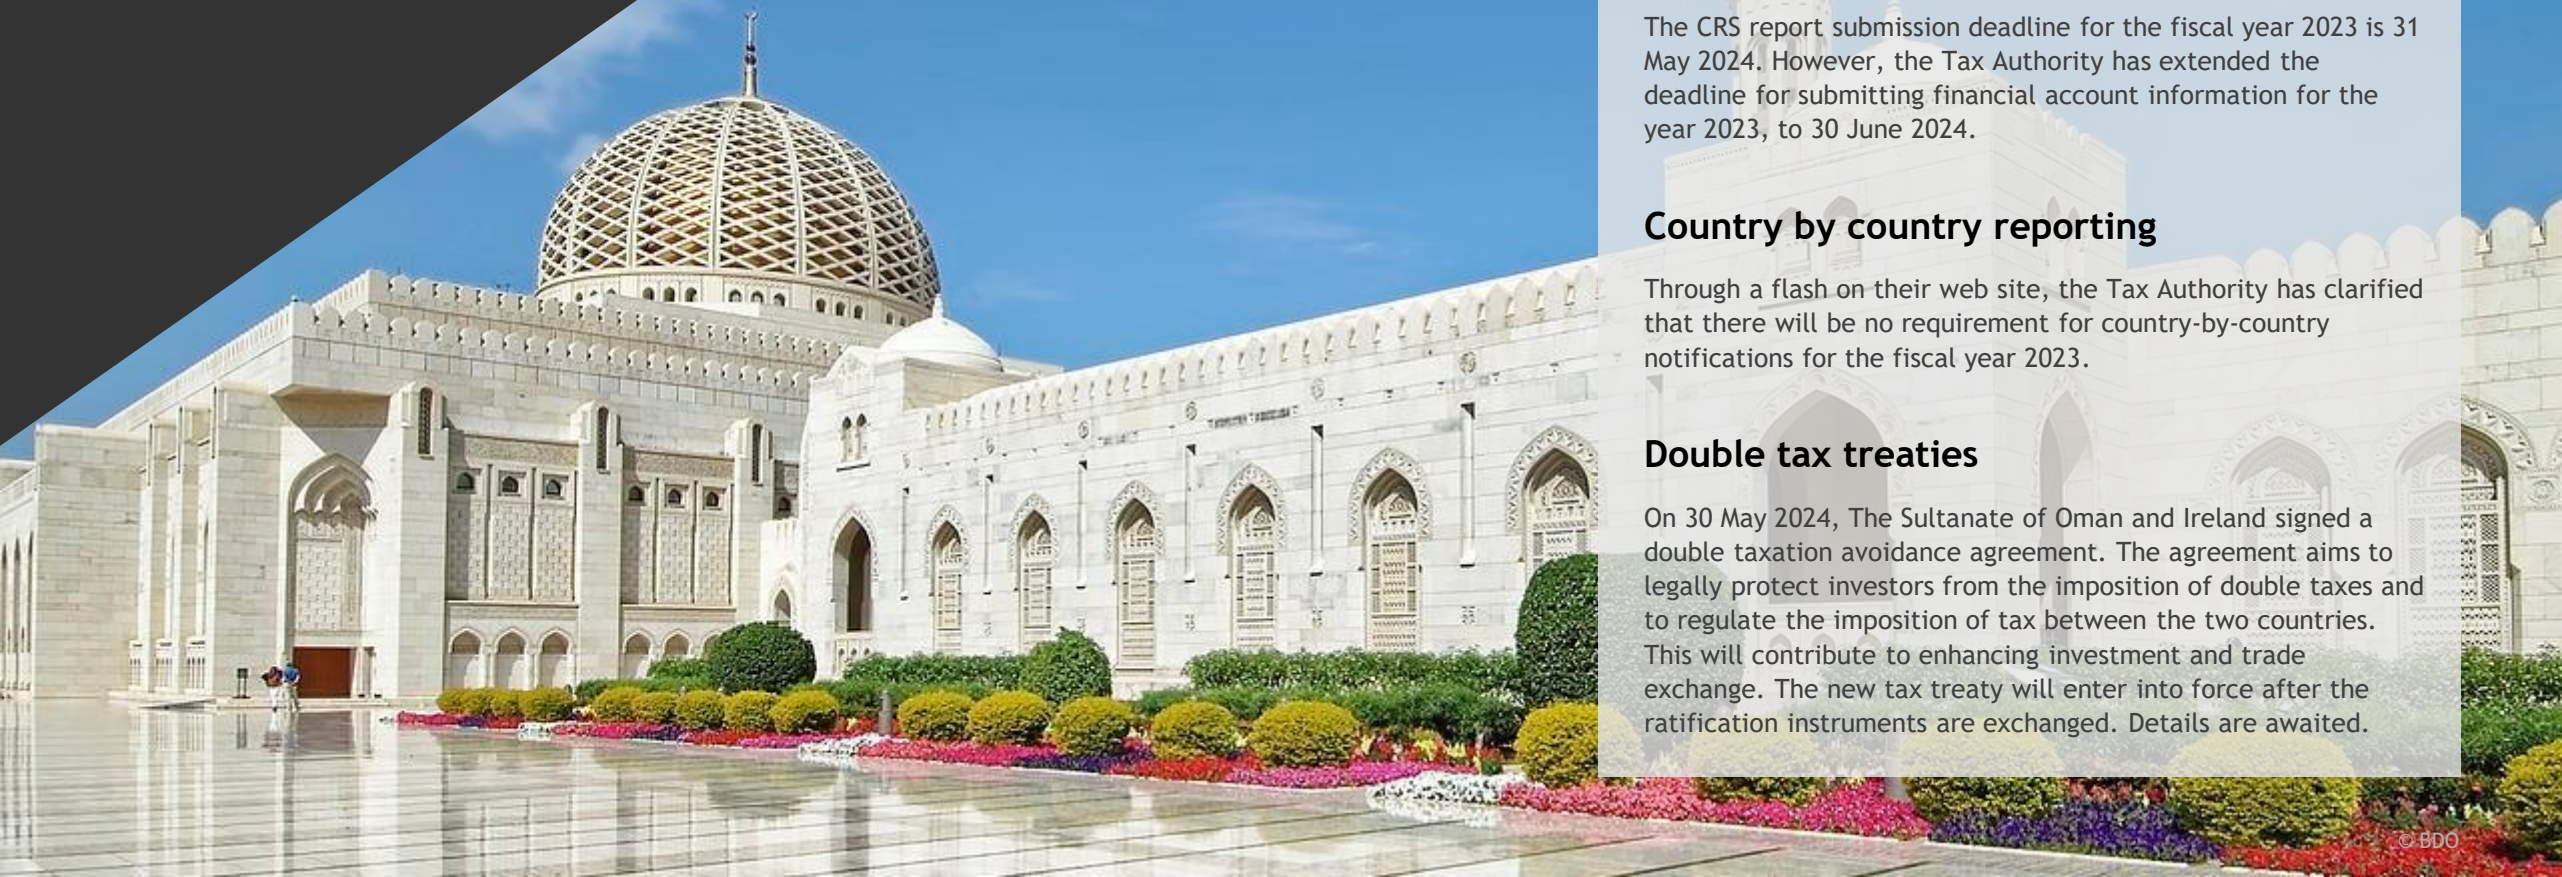 The CRS report submission deadline for the fiscal year 2023 is 31
May 2024. However, the Tax Authority has extended the
deadline for submitting financial account information for the
year 2023, to 30 June 2024.
Country by country reporting
Through a flash on their web site, the Tax Authority has clarified
that there will be no requirement for country-by-country
notifications for the fiscal year 2023.
Double tax treaties
On 30 May 2024, The Sultanate of Oman and Ireland signed a
double taxation avoidance agreement. The agreement aims to
legally protect investors from the imposition of double taxes and
to regulate the imposition of tax between the two countries.
This will contribute to enhancing investment and trade
exchange. The new tax treaty will enter into force after the
ratification instruments are exchanged. Details are awaited.
© BDO